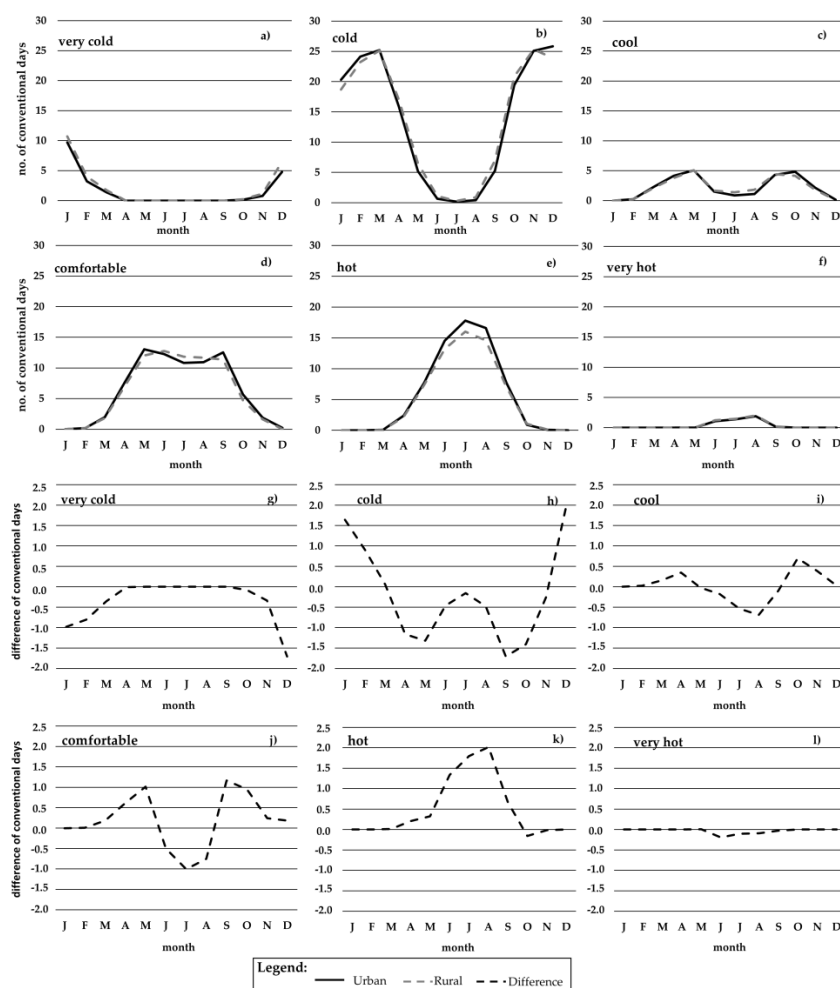 very cold a)
no. of conventional days
30
25
20
15
10
5
0
J F M A M J J A S O N D
month
cold b)
30
25
20
15
10
5
0
J F M A M J J A S O N D
month
cool c)
30
25
20
15
10
5
0
J F M A M J J A S O N D
month
comfortable d)
no. of conventional days
30
25
20
15
10
5
0
J F M A M J J A S O N D
month
hot e)
30
25
20
15
10
5
0
J F M A M J J A S O N D
month
very hot f)
30
25
20
15
10
5
0
J F M A M J J A S O N D
month
very cold g)
difference of conventional days
2.5
2.0
1.5
1.0
0.5
0.0
-0.5
-1.0
-1.5
-2.0
J F M A M J J A S O N D
month
cold h)
2.5
2.0
1.5
1.0
0.5
0.0
-0.5
-1.0
-1.5
-2.0
J F M A M J J A S O N D
month
cool i)
2.5
2.0
1.5
1.0
0.5
0.0
-0.5
-1.0
-1.5
-2.0
J F M A M J J A S O N D
month
comfortable j)
difference of conventional days
2.5
2.0
1.5
1.0
0.5
0.0
-0.5
-1.0
-1.5
-2.0
J F M A M J J A S O N D
month
hot k)
2.5
2.0
1.5
1.0
0.5
0.0
-0.5
-1.0
-1.5
-2.0
J F M A M J J A S O N D
month
very hot l)
2.5
2.0
1.5
1.0
0.5
0.0
-0.5
-1.0
-1.5
-2.0
J F M A M J J A S O N D
month
Legend:
Urban Rural Difference